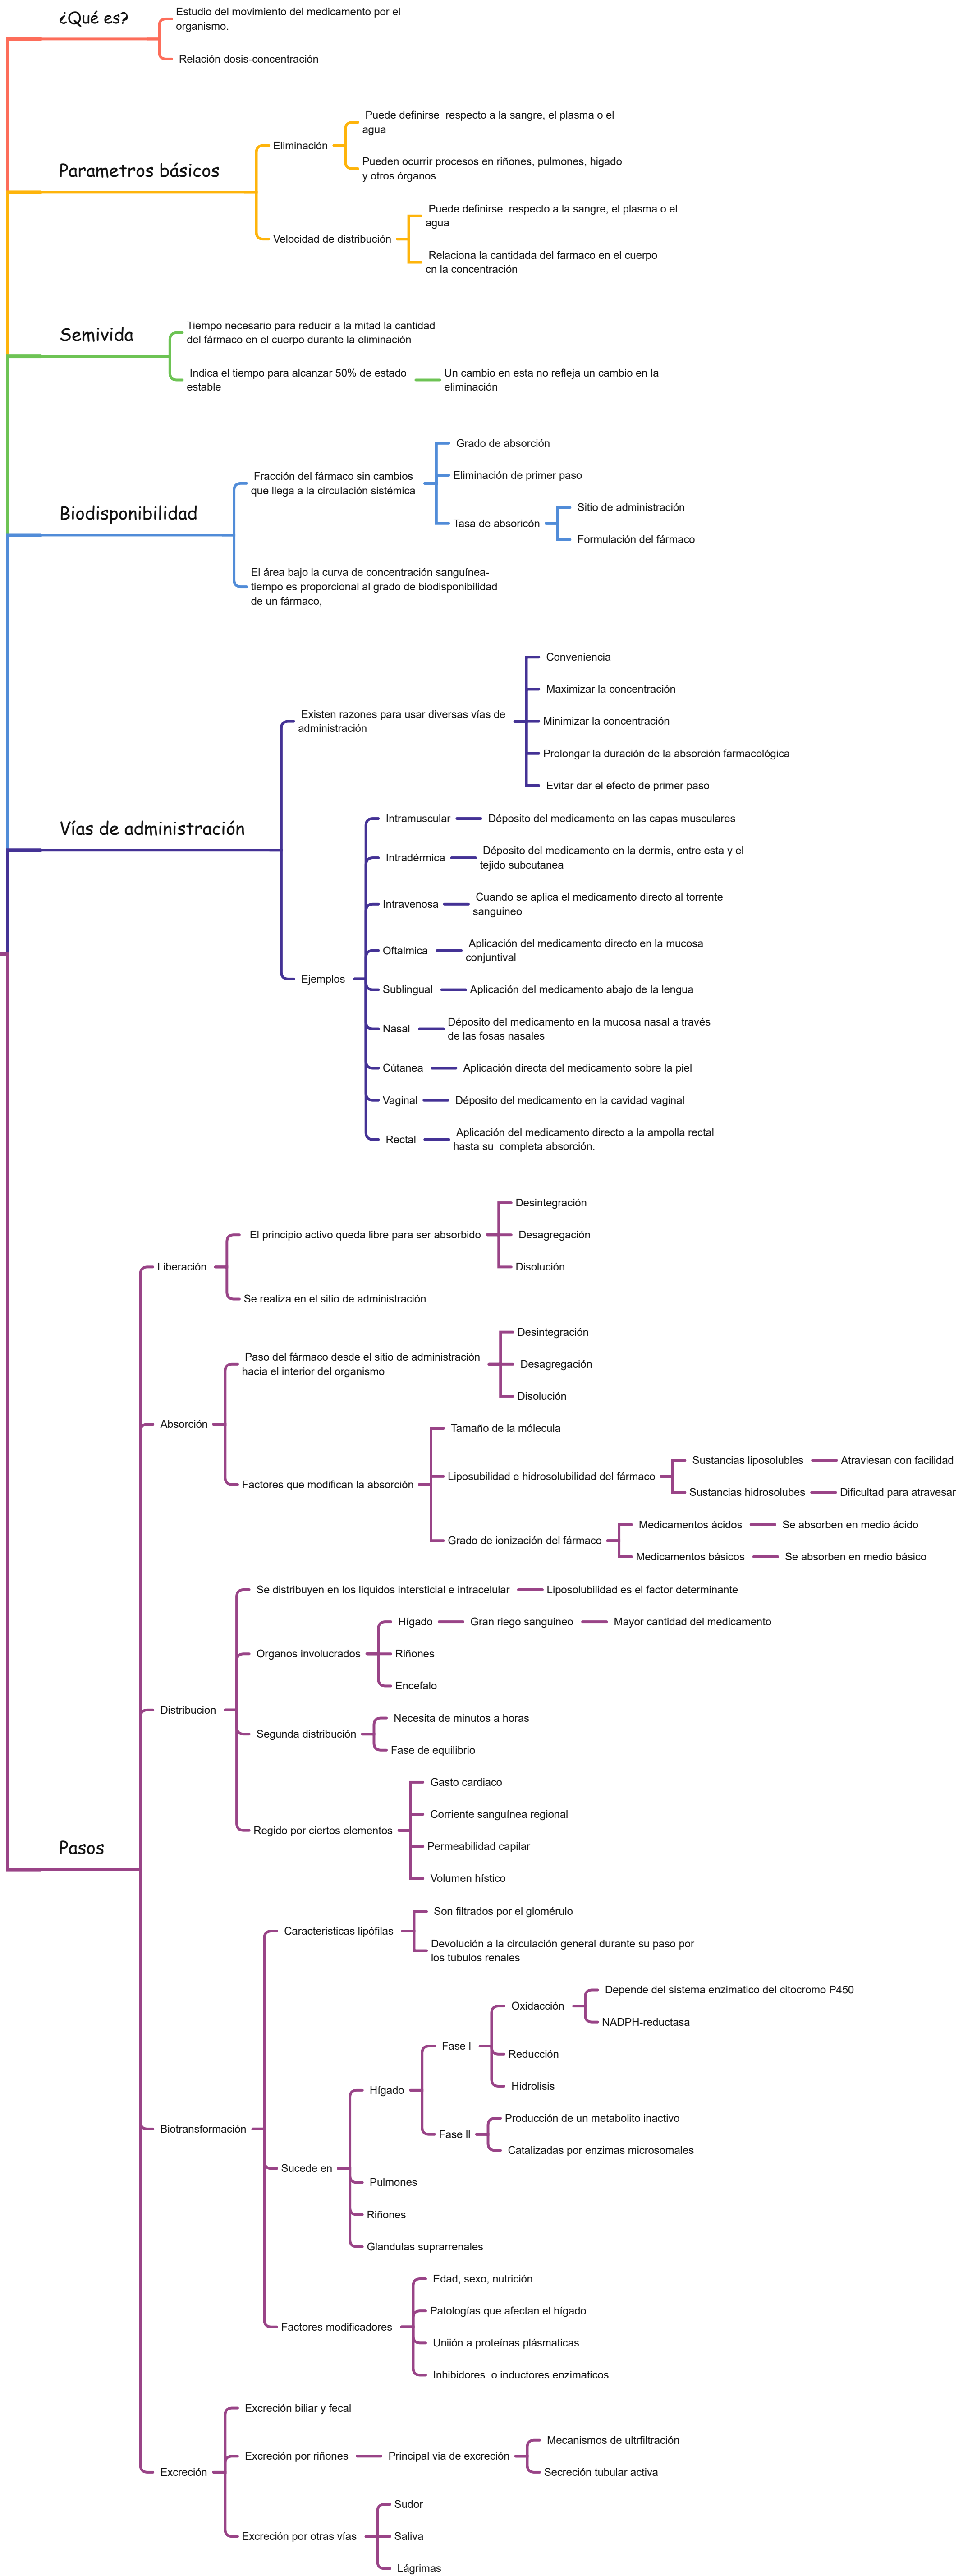 ¿Qué es?
Estudio del movimiento del medicamento por el
organismo.
Relación dosis-concentración
Parametros básicos
Eliminación
Puede definirse respecto a la sangre, el plasma o el
agua
Pueden ocurrir procesos en riñones, pulmones, higado
y otros órganos
Velocidad de distribución
Puede definirse respecto a la sangre, el plasma o el
agua
Relaciona la cantidada del farmaco en el cuerpo
cn la concentración
Semivida
Tiempo necesario para reducir a la mitad la cantidad
del fármaco en el cuerpo durante la eliminación
Indica el tiempo para alcanzar 50% de estado
estable
Un cambio en esta no refleja un cambio en la
eliminación
Biodisponibilidad
Fracción del fármaco sin cambios
que llega a la circulación sistémica
Grado de absorción
Eliminación de primer paso
Tasa de absoricón
Sitio de administración
Formulación del fármaco
El área bajo la curva de concentración sanguínea-
tiempo es proporcional al grado de biodisponibilidad
de un fármaco,
Vías de administración
Existen razones para usar diversas vías de
administración
Conveniencia
Maximizar la concentración
Minimizar la concentración
Prolongar la duración de la absorción farmacológica
Evitar dar el efecto de primer paso
Ejemplos
Intramuscular
Déposito del medicamento en las capas musculares
Intradérmica
Déposito del medicamento en la dermis, entre esta y el
tejido subcutanea
Intravenosa
Cuando se aplica el medicamento directo al torrente
sanguineo
Oftalmica
Aplicación del medicamento directo en la mucosa
conjuntival
Sublingual
Aplicación del medicamento abajo de la lengua
Nasal
Déposito del medicamento en la mucosa nasal a través
de las fosas nasales
Cútanea
Aplicación directa del medicamento sobre la piel
Vaginal
Déposito del medicamento en la cavidad vaginal
Rectal
Aplicación del medicamento directo a la ampolla rectal
hasta su completa absorción.
Pasos
Liberación
El principio activo queda libre para ser absorbido
Desintegración
Desagregación
Disolución
Se realiza en el sitio de administración
Absorción
Paso del fármaco desde el sitio de administración
hacia el interior del organismo
Desintegración
Desagregación
Disolución
Factores que modifican la absorción
Tamaño de la mólecula
Liposubilidad e hidrosolubilidad del fármaco
Sustancias liposolubles
Atraviesan con facilidad
Sustancias hidrosolubes
Dificultad para atravesar
Grado de ionización del fármaco
Medicamentos ácidos
Se absorben en medio ácido
Medicamentos básicos
Se absorben en medio básico
Distribucion
Se distribuyen en los liquidos intersticial e intracelular
Liposolubilidad es el factor determinante
Organos involucrados
Hígado
Gran riego sanguineo
Mayor cantidad del medicamento
Riñones
Encefalo
Segunda distribución
Necesita de minutos a horas
Fase de equilibrio
Regido por ciertos elementos
Gasto cardiaco
Corriente sanguínea regional
Permeabilidad capilar
Volumen hístico
Biotransformación
Caracteristicas lipófilas
Son filtrados por el glomérulo
Devolución a la circulación general durante su paso por
los tubulos renales
Sucede en
Hígado
Fase I
Oxidacción
Depende del sistema enzimatico del citocromo P450
NADPH-reductasa
Reducción
Hidrolisis
Fase II
Producción de un metabolito inactivo
Catalizadas por enzimas microsomales
Pulmones
Riñones
Glandulas suprarrenales
Factores modificadores
Edad, sexo, nutrición
Patologías que afectan el hígado
Uniión a proteínas plásmaticas
Inhibidores o inductores enzimaticos
Excreción
Excreción biliar y fecal
Excreción por riñones
Principal via de excreción
Mecanismos de ultrfiltración
Secreción tubular activa
Excreción por otras vías
Sudor
Saliva
Lágrimas